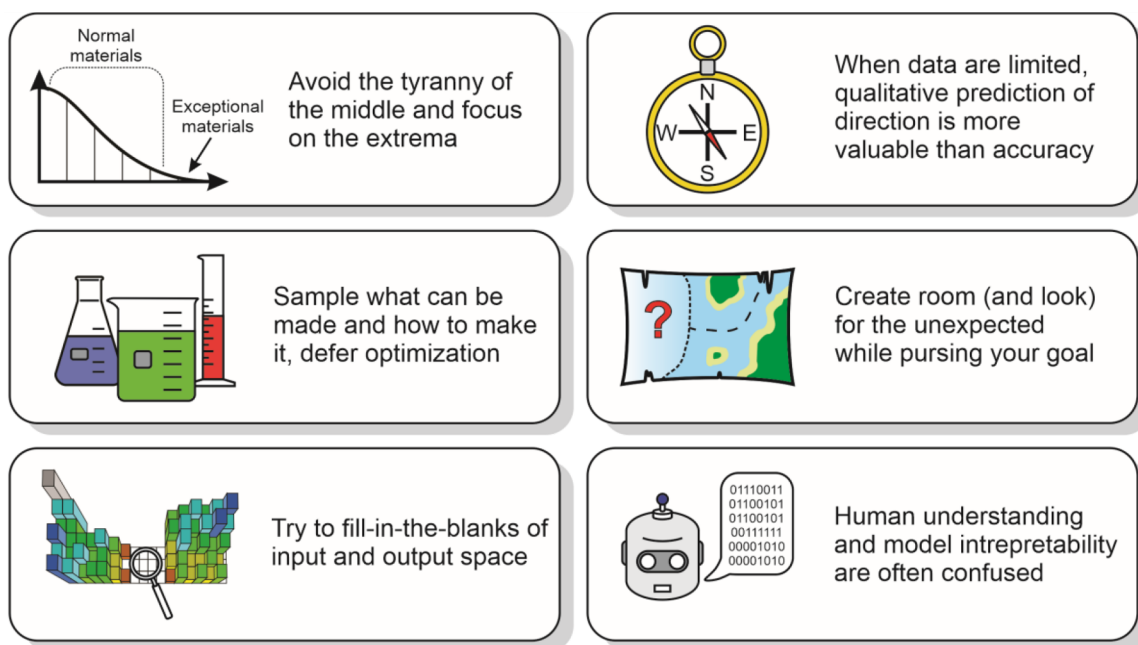 Normal
materials
Exceptional
materials
Avoid the tyranny of
the middle and focus
on the extrema
N
W
E
S
When data are limited,
qualitative prediction of
direction is more
valuable than accuracy
Sample what can be
made and how to make
it, defer optimization
?
Create room (and look)
for the unexpected
while pursing your goal
Try to fill-in-the-blanks of
input and output space
01110011
01100101
01100101
00111111
00001010
00001010
Human understanding
and model intrepretability
are often confused